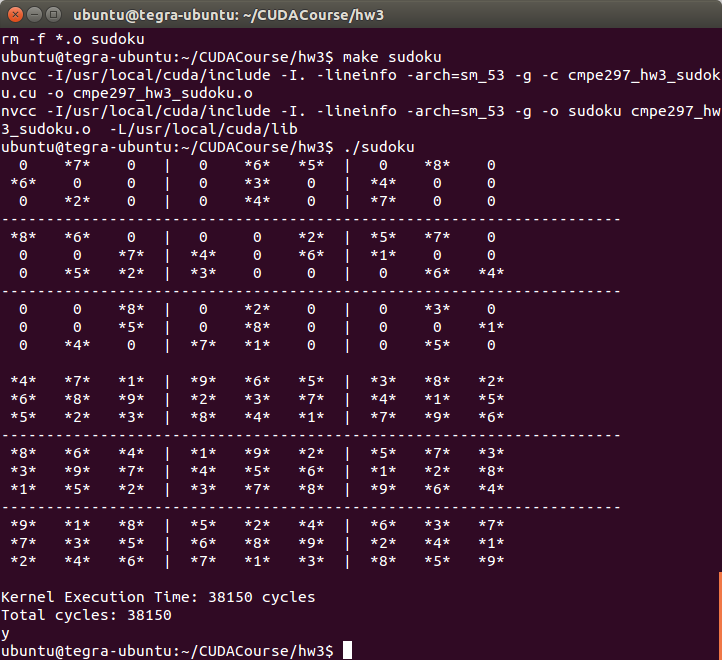 ubuntu@tegra-ubuntu: ~/CUDACourse/hw3
rm -f *.o sudoku
ubuntu@tegra-ubuntu:~/CUDACourse/hw3$ make sudoku
nvcc -I/usr/local/cuda/include -I. -lineinfo -arch=sm_53 -g -c cmpe297_hw3_sudok
u.cu -o cmpe297_hw3_sudoku.o
nvcc -I/usr/local/cuda/include -I. -lineinfo -arch=sm_53 -g -o sudoku cmpe297_hw
3_sudoku.o  -L/usr/local/cuda/lib
ubuntu@tegra-ubuntu:~/CUDACourse/hw3$ ./sudoku
  0    *7*    0   |   0    *6*   *5*  |   0    *8*    0
 *6*    0     0   |   0    *3*    0   |  *4*    0     0
  0    *2*    0   |   0    *4*    0   |  *7*    0     0
---------------------------------------------------------------------
 *8*   *6*    0   |   0     0    *2*  |  *5*   *7*    0
  0     0    *7*  |  *4*    0    *6*  |  *1*    0     0
  0    *5*   *2*  |  *3*    0     0   |   0    *6*   *4*
---------------------------------------------------------------------
  0     0    *8*  |   0    *2*    0   |   0    *3*    0
  0     0    *5*  |   0    *8*    0   |   0     0    *1*
  0    *4*    0   |  *7*   *1*    0   |   0    *5*    0
 *4*   *7*   *1*  |  *9*   *6*   *5*  |  *3*   *8*   *2*
 *6*   *8*   *9*  |  *2*   *3*   *7*  |  *4*   *1*   *5*
 *5*   *2*   *3*  |  *8*   *4*   *1*  |  *7*   *9*   *6*
---------------------------------------------------------------------
 *8*   *6*   *4*  |  *1*   *9*   *2*  |  *5*   *7*   *3*
 *3*   *9*   *7*  |  *4*   *5*   *6*  |  *1*   *2*   *8*
 *1*   *5*   *2*  |  *3*   *7*   *8*  |  *9*   *6*   *4*
---------------------------------------------------------------------
 *9*   *1*   *8*  |  *5*   *2*   *4*  |  *6*   *3*   *7*
 *7*   *3*   *5*  |  *6*   *8*   *9*  |  *2*   *4*   *1*
 *2*   *4*   *6*  |  *7*   *1*   *3*  |  *8*   *5*   *9*
Kernel Execution Time: 38150 cycles
Total cycles: 38150
y
ubuntu@tegra-ubuntu:~/CUDACourse/hw3$